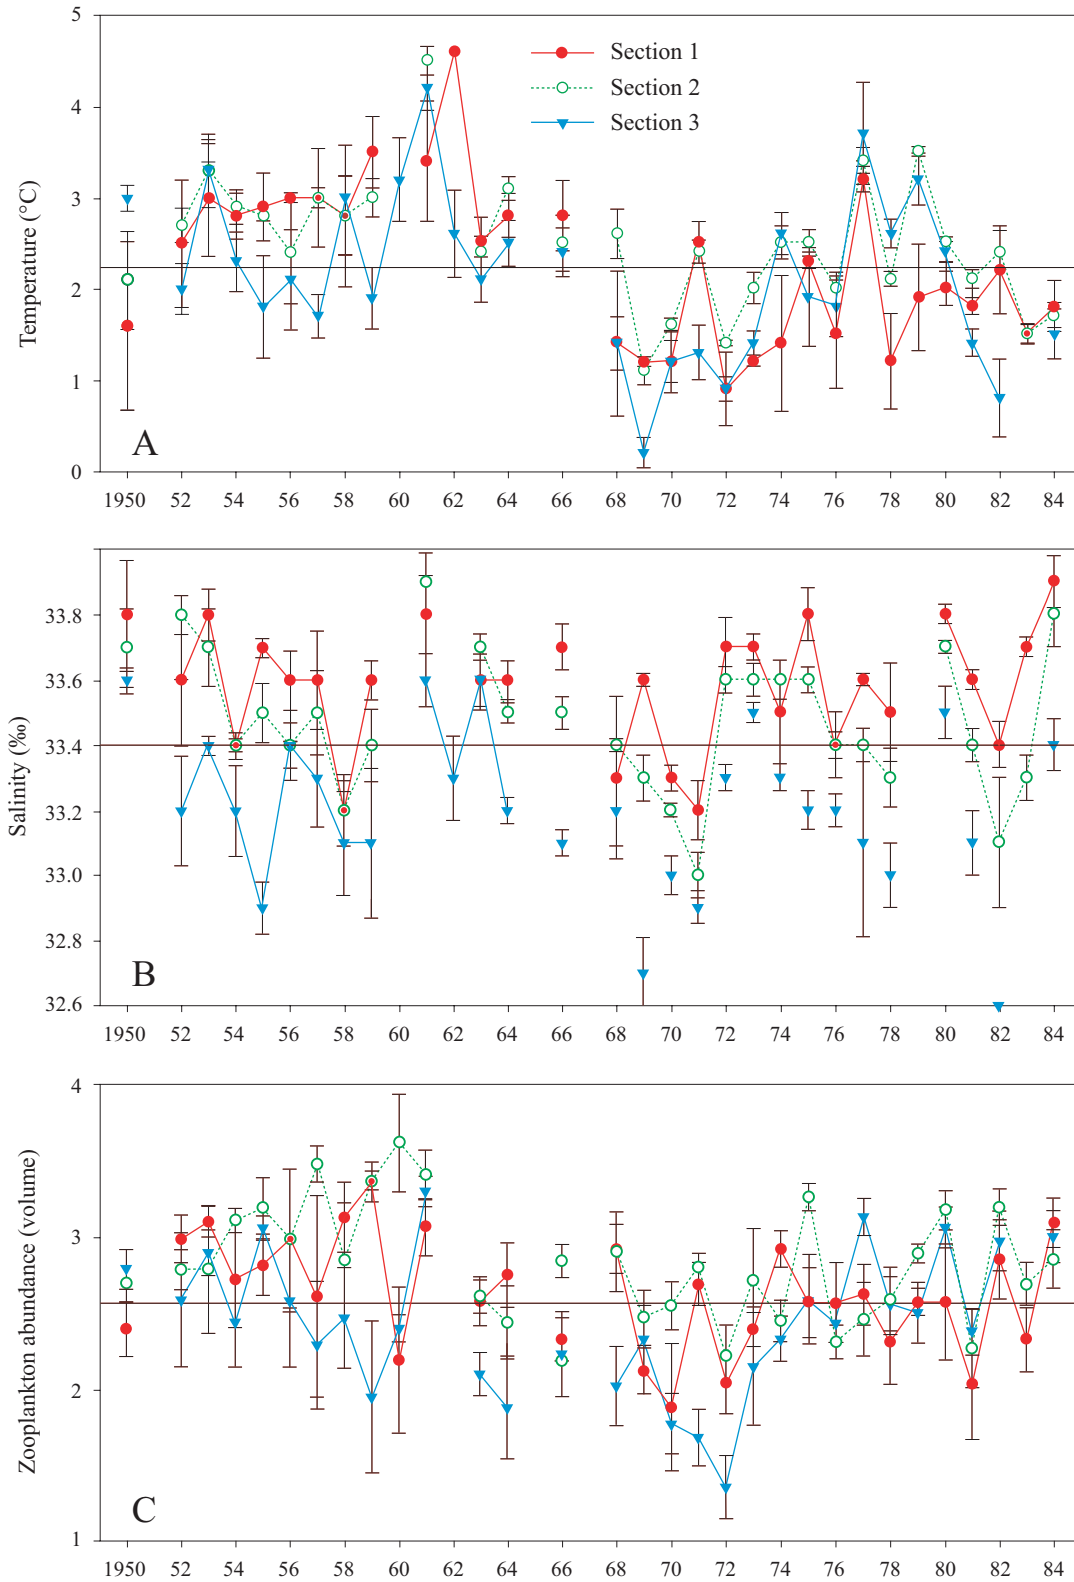 5
4
3
2
1
0
Temperature (°C)
Section 1
Section 2
Section 3
A
1950 52 54 56 58 60 62 64 66 68 70 72 74 76 78 80 82 84
33.8
33.6
33.4
33.2
33.0
32.8
32.6
Salinity (‰)
B
1950 52 54 56 58 60 62 64 66 68 70 72 74 76 78 80 82 84
4
3
2
1
Zooplankton abundance (volume)
C
1950 52 54 56 58 60 62 64 66 68 70 72 74 76 78 80 82 84